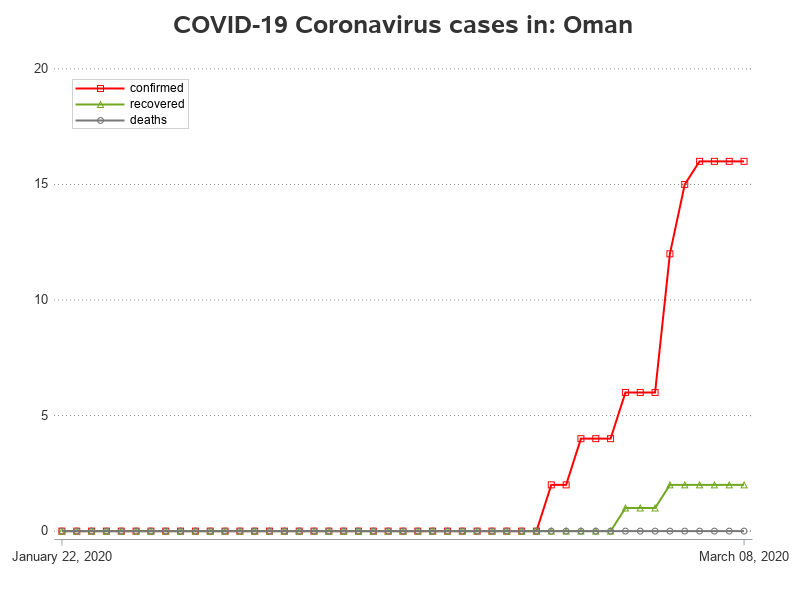 COVID-19 Coronavirus cases in: Oman
20
confirmed
recovered
deaths
15
10
5
0
January 22, 2020 March 08, 2020